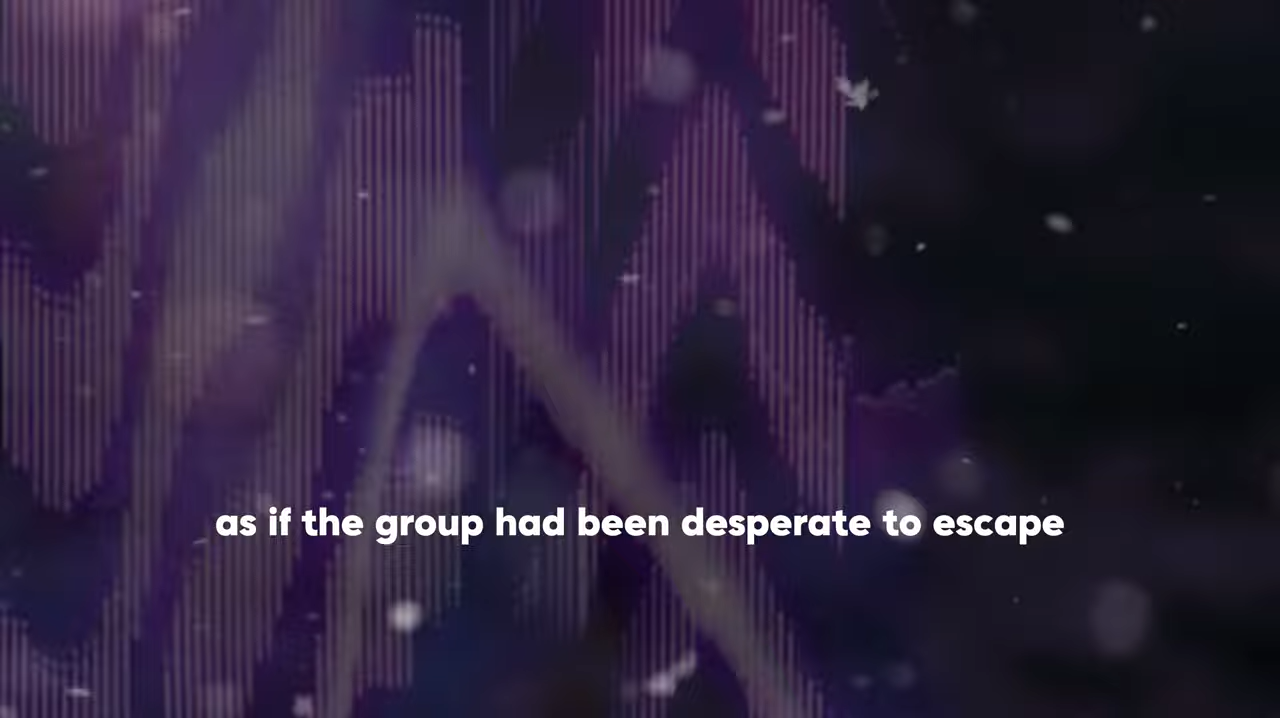 as if the group had been desperate to escape